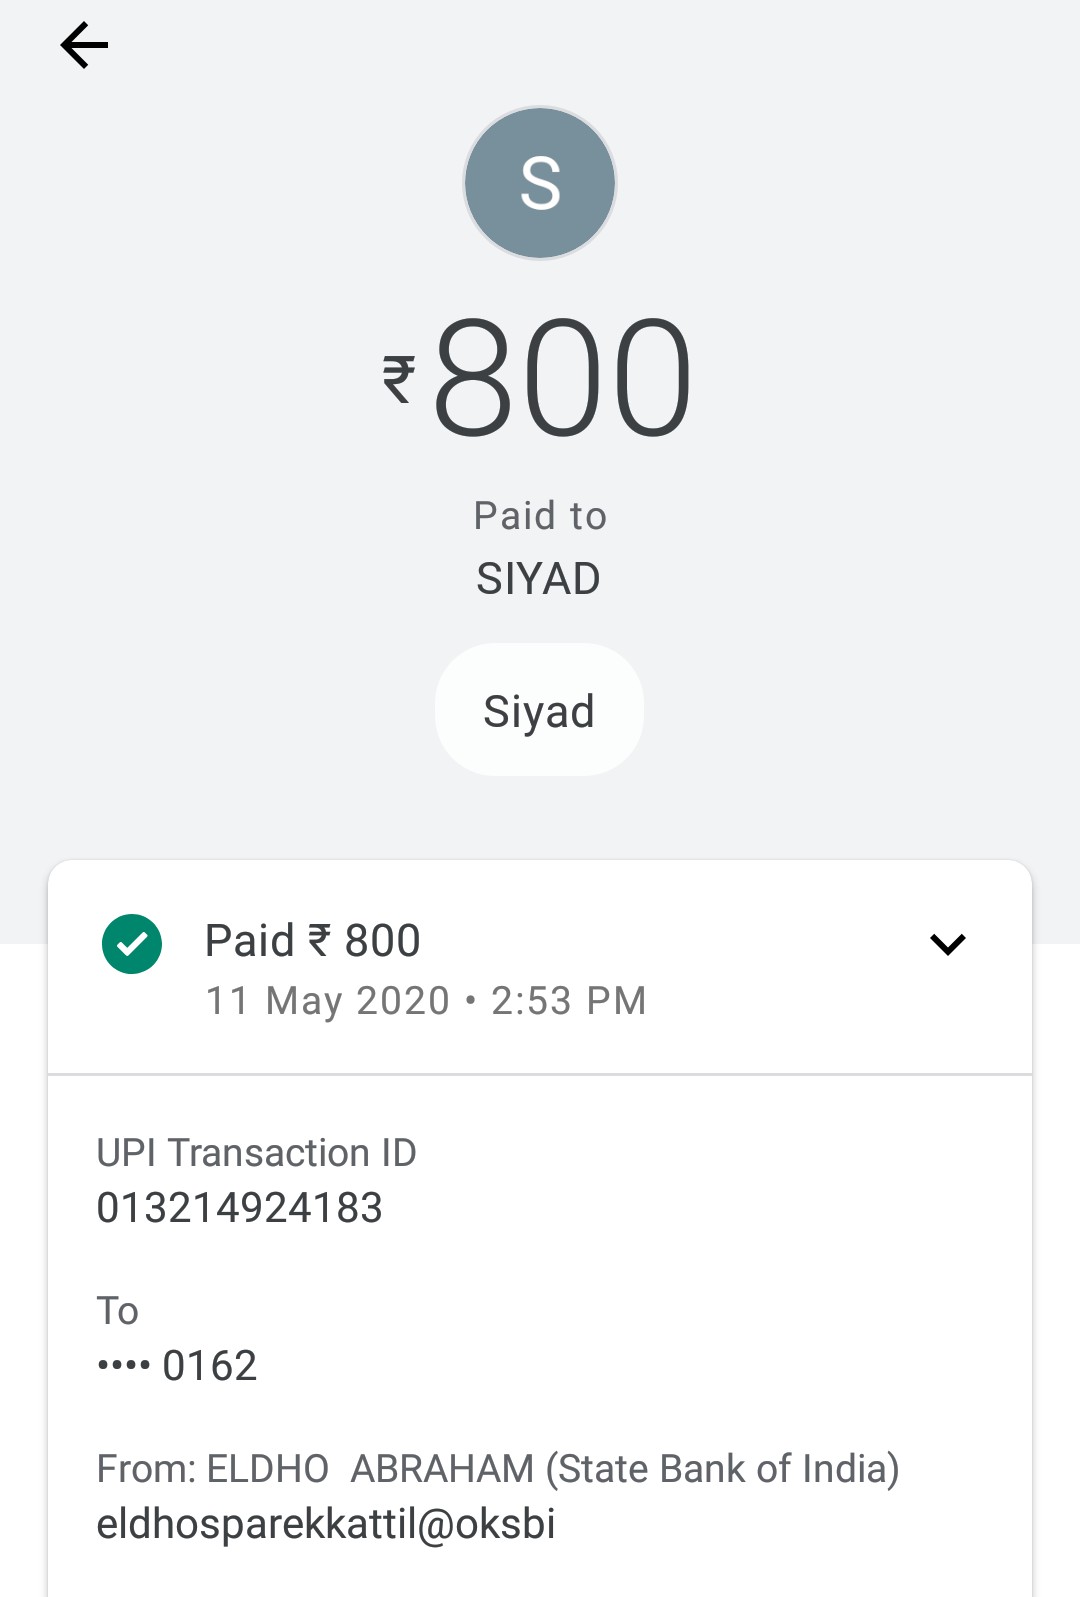 S
₹800
Paid to
SIYAD
Siyad
Paid ₹ 800
11 May 2020 • 2:53 PM
UPI Transaction ID
013214924183
To
•••• 0162
From: ELDHO  ABRAHAM (State Bank of India)
eldhosparekkattil@oksbi